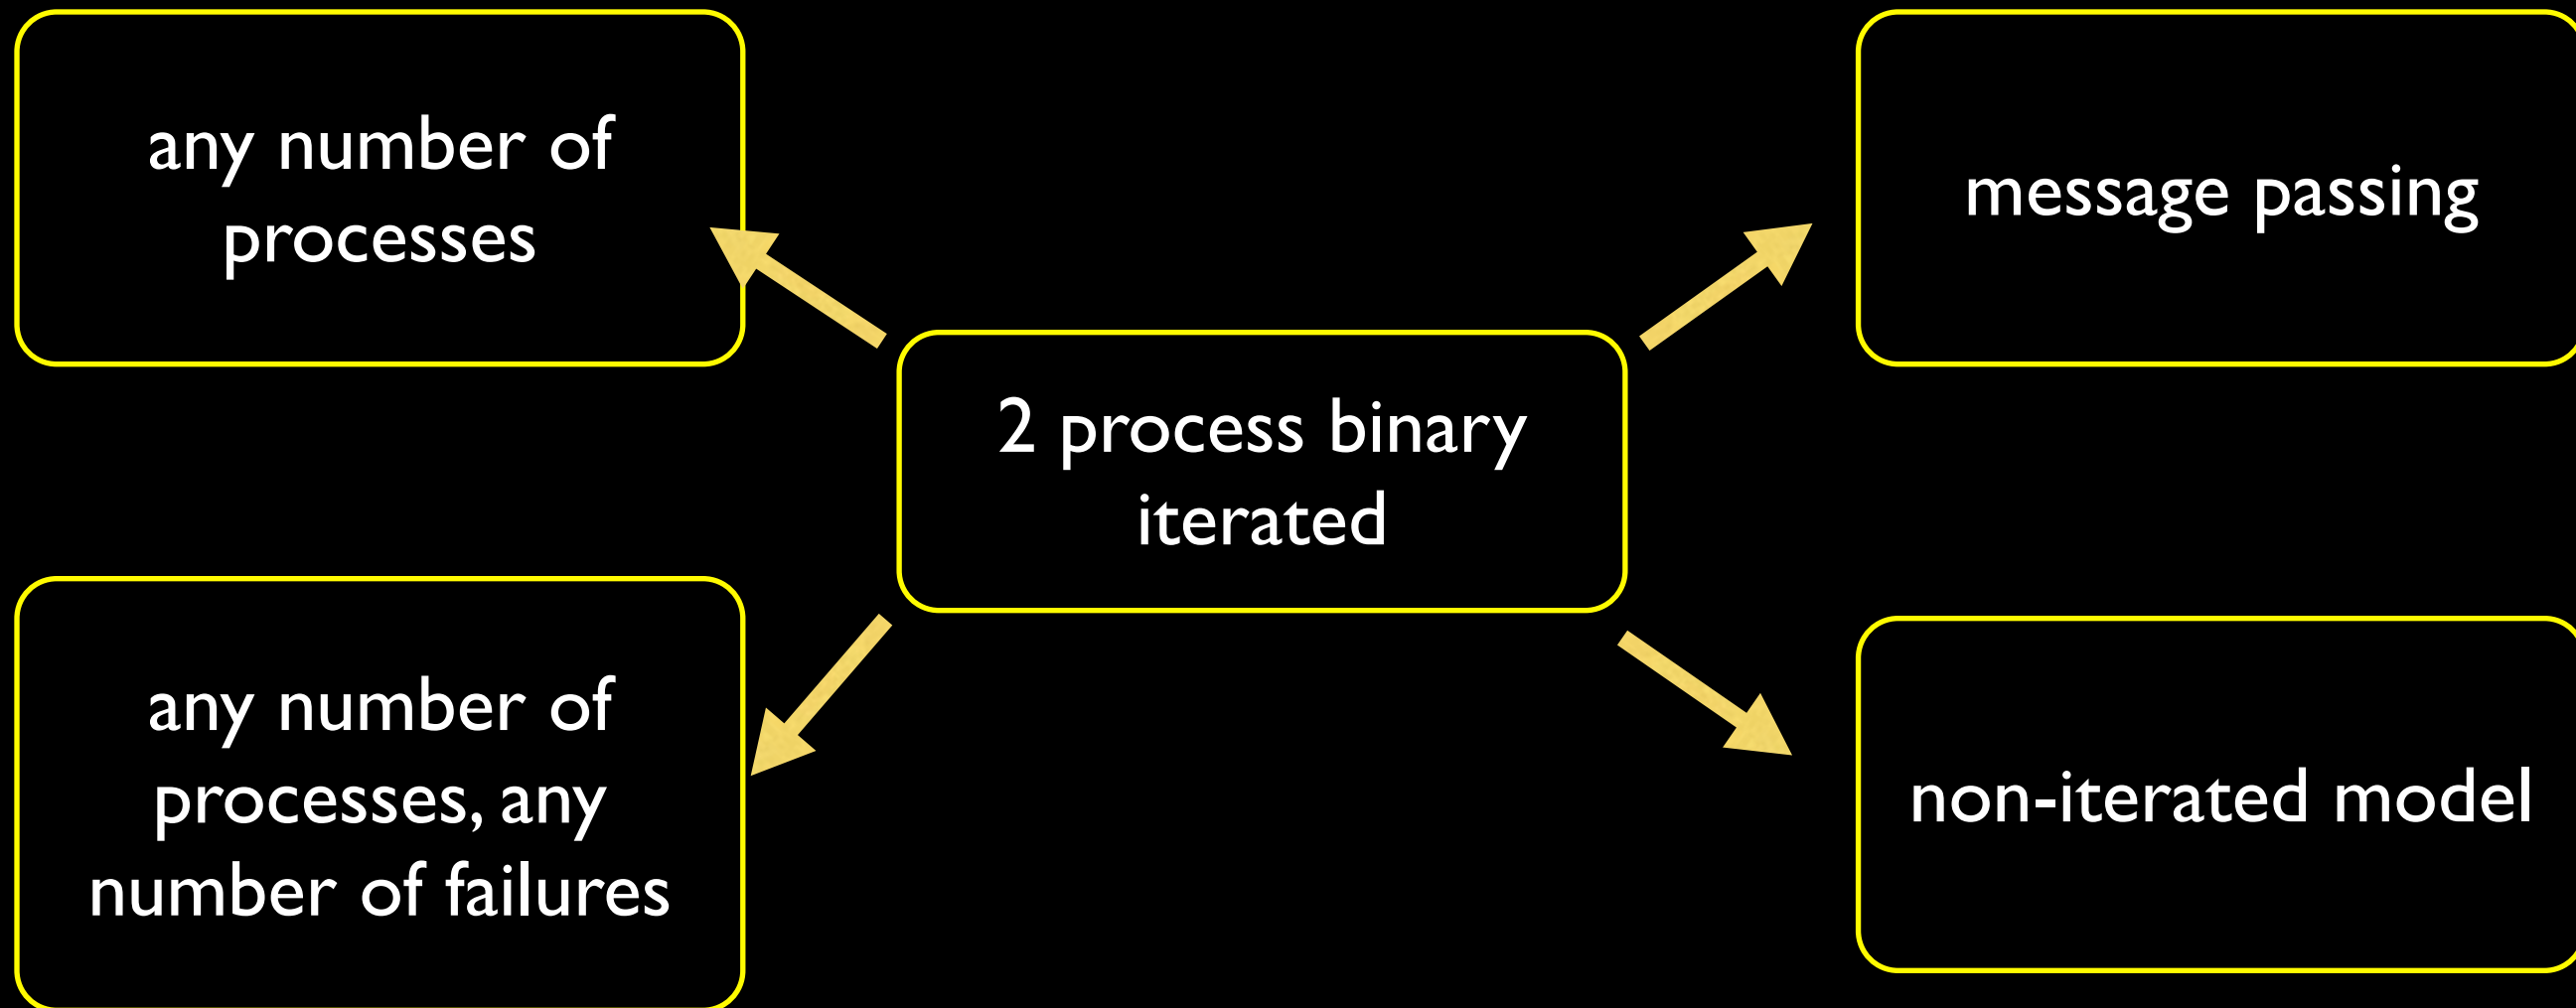 any number of
processes
message passing
2 process binary
iterated
any number of
processes, any
number of failures
non-iterated model